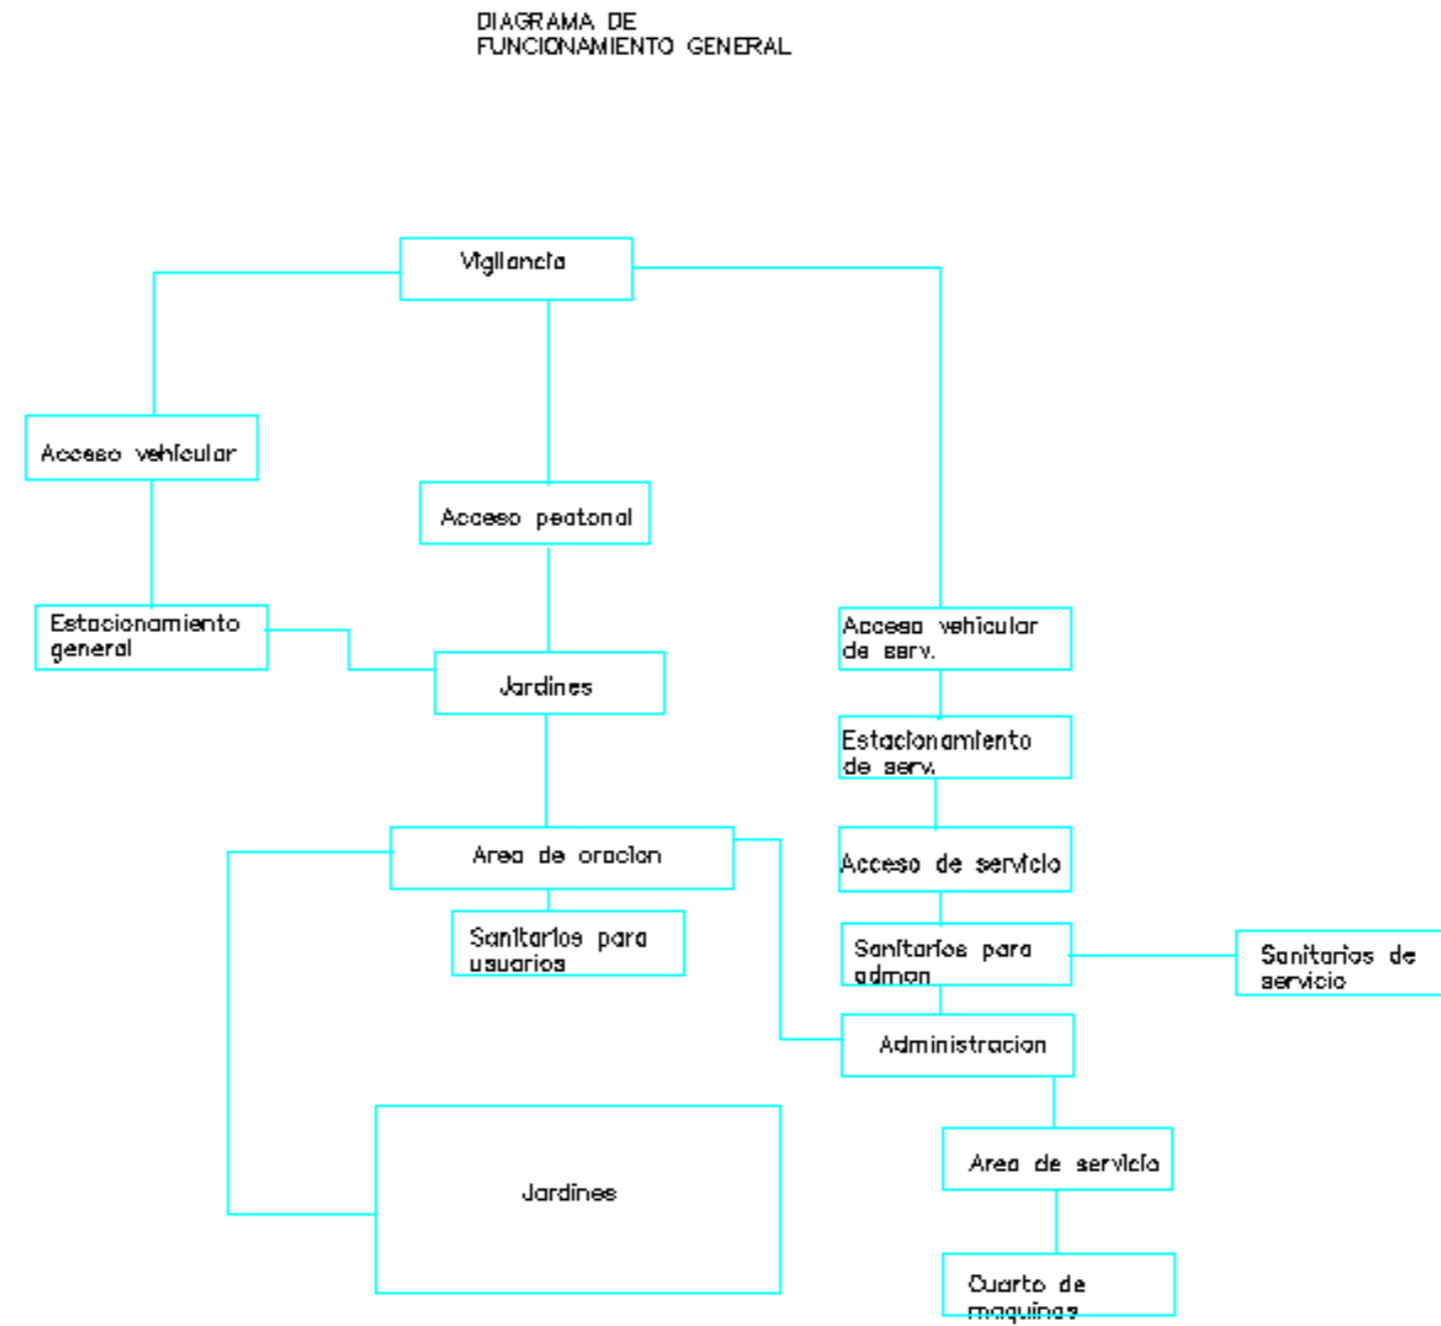 DIAGRAMA DE
FUNCIONAMIENTO GENERAL
Vigilancia
Acceso vehicular
Acceso peatonal
Estacionamiento
general
Jardines
Acceso vehicular
de serv.
Estacionamiento
de serv.
Area de oracion
Acceso de servicio
Sanitarios para
usuarios
Sanitarios para
admon
Sanitarios de
servicio
Administracion
Area de servicio
Jardines
Cuarto de
maquinas